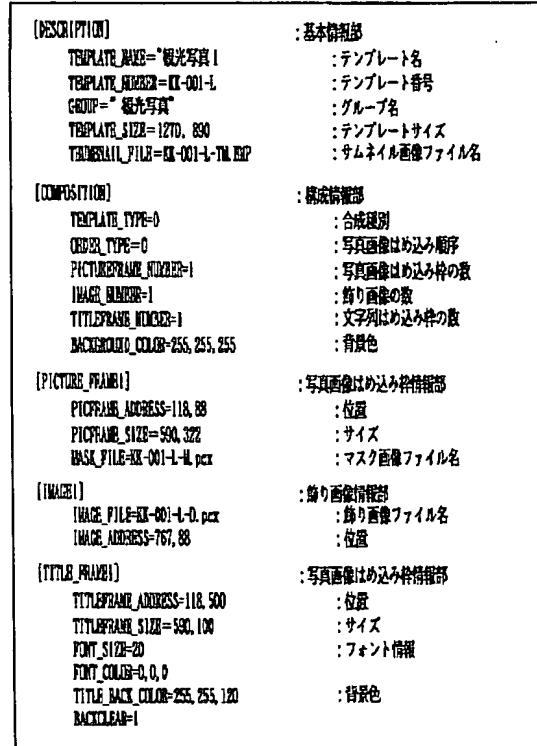 [DESCRIPTION] :基本情報部
TEMPLATE_NAME="観光写真1 :テンプレート名
TEMPLATE_NUMBER=KK-001-L :テンプレート番号
GROUP="観光写真" :グループ名
TEMPLATE_SIZE=1270, 890 :テンプレートサイズ
THUMBNAIL_FILE=KK-001-L-TM.BMP :サムネイル画像ファイル名
[COMPOSITION] :構成情報部
TEMPLATE_TYPE=0 :合成種別
ORDER_TYPE=0 :写真画像はめ込み順序
PICTUREFRAME_NUMBER=1 :写真画像はめ込み枠の数
IMAGE_NUMBER=1 :飾り画像の数
TITLEFRAME_NUMBER=1 :文字列はめ込み枠の数
BACKGROUND_COLOR=255,255,255 :背景色
[PICTURE_FRAME1] :写真画像はめ込み枠情報部
PICFRAME_ADDRESS=118,88 :位置
PICFRAME_SIZE=590,322 :サイズ
MASK_FILE=KK-001-L-M.pcx :マスク画像ファイル名
[IMAGE1] :飾り画像情報部
IMAGE_FILE=KK-001-L-D.pcx :飾り画像ファイル名
IMAGE_ADDRESS=767,88 :位置
[TITLE_FRAME1] :写真画像はめ込み枠情報部
TITLEFRAME_ADDRESS=118,500 :位置
TITLEFRAME_SIZE=590,100 :サイズ
FONT_SIZE=20 :フォント情報
FONT_COLOR=0,0,0
TITLE_BACK_COLOR=255,255,120 :背景色
BACKCLEAR=1